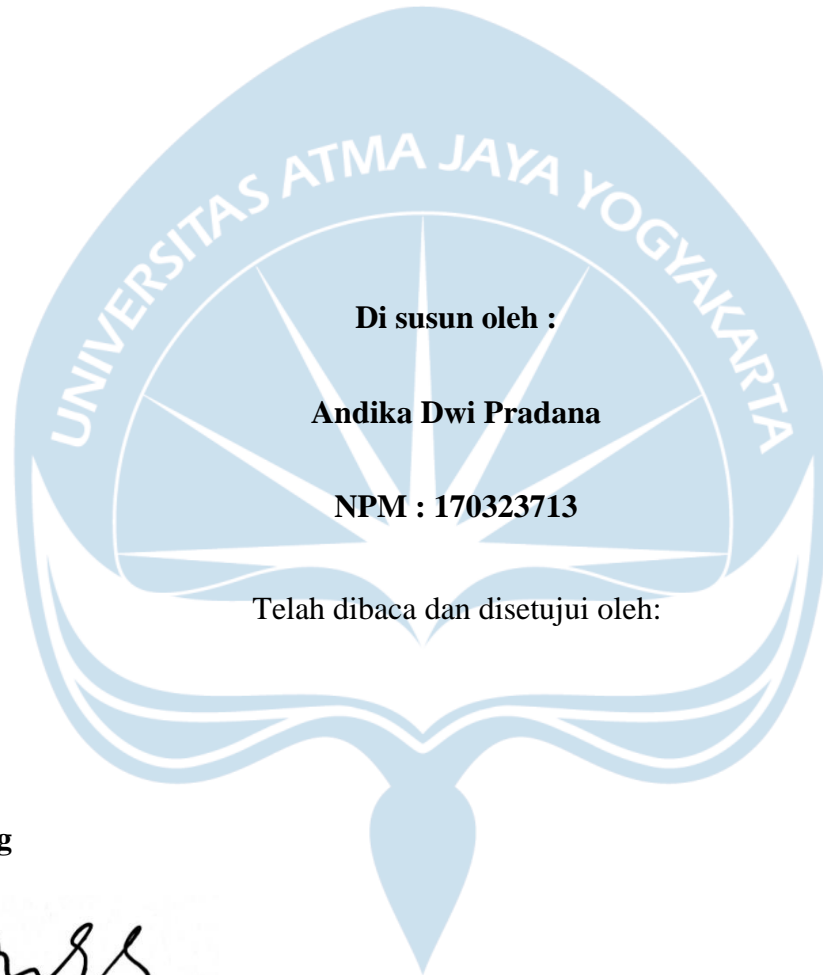 UNIVERSITAS ATMA JAYA YOGYAKARTA
Di susun oleh :
Andika Dwi Pradana
NPM : 170323713
Telah dibaca dan disetujui oleh: